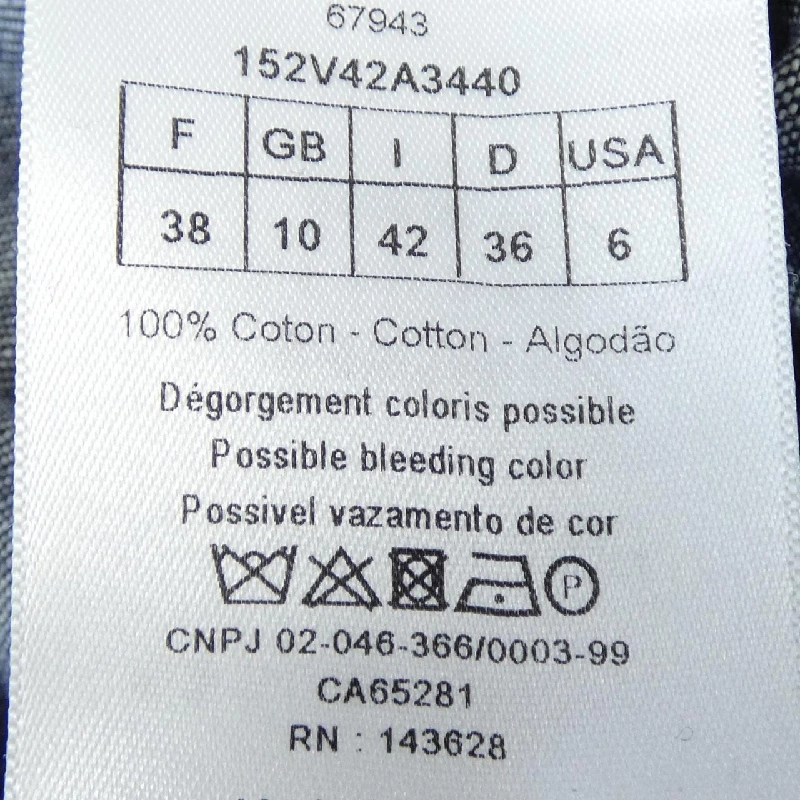 67943
152V42A3440
F GB I D USA
38 10 42 36 6
100% Coton - Cotton - Algodão
Dégorgement coloris possible
Possible bleeding color
Possivel vazamento de cor
P
CNPJ 02-046-366/0003-99
CA65281
RN : 143628